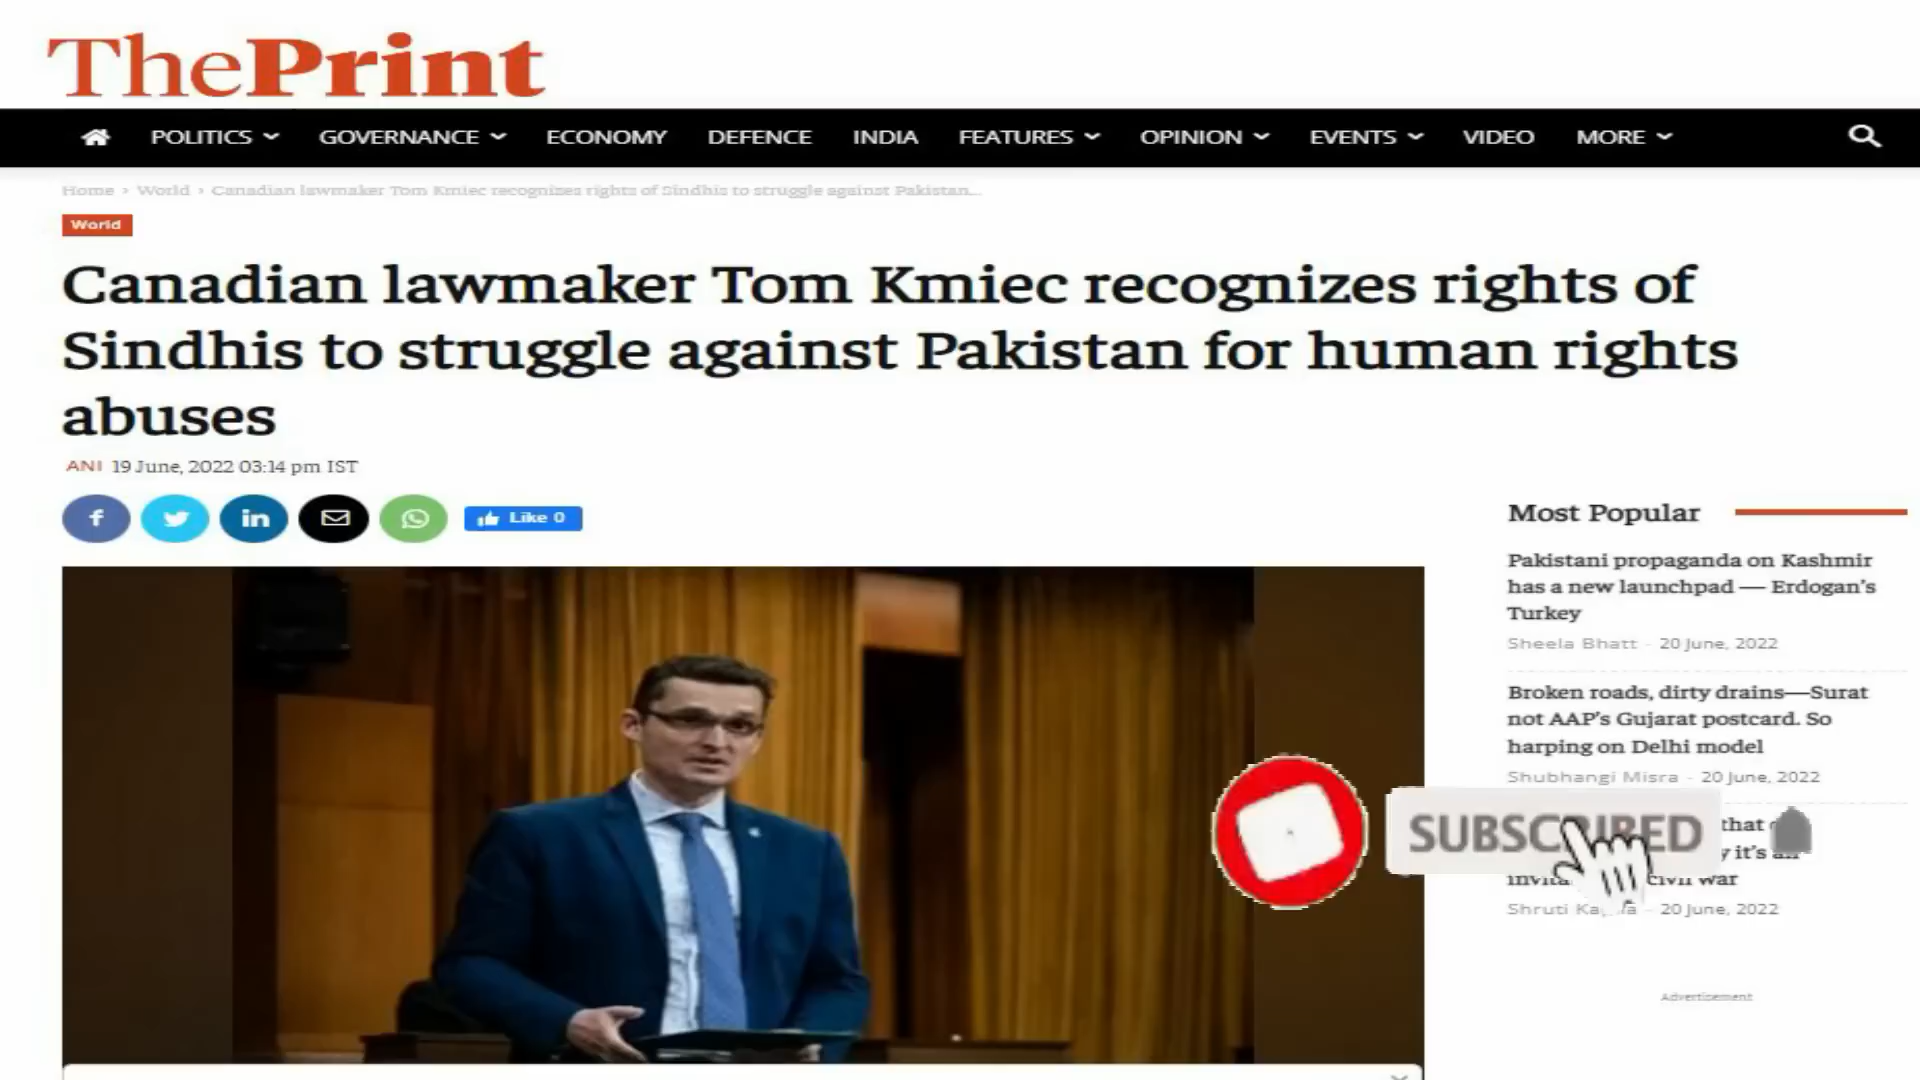 ThePrint
POLITICS GOVERNANCE ECONOMY DEFENCE INDIA FEATURES OPINION EVENTS VIDEO MORE
Home > World > Canadian lawmaker Tom Kmiec recognizes rights of Sindhis to struggle against Pakistan...
World
Canadian lawmaker Tom Kmiec recognizes rights of
Sindhis to struggle against Pakistan for human rights
abuses
ANI 19 June, 2022 03:14 pm IST
f in Like 0
Most Popular
Pakistani propaganda on Kashmir
has a new launchpad — Erdogan's
Turkey
Sheela Bhatt - 20 June, 2022
Broken roads, dirty drains—Surat
not AAP's Gujarat postcard. So
harping on Delhi model
Shubhangi Misra - 20 June, 2022
SUBSCRIBED
that
it's
civil war
Shruti - 20 June, 2022
Advertisement